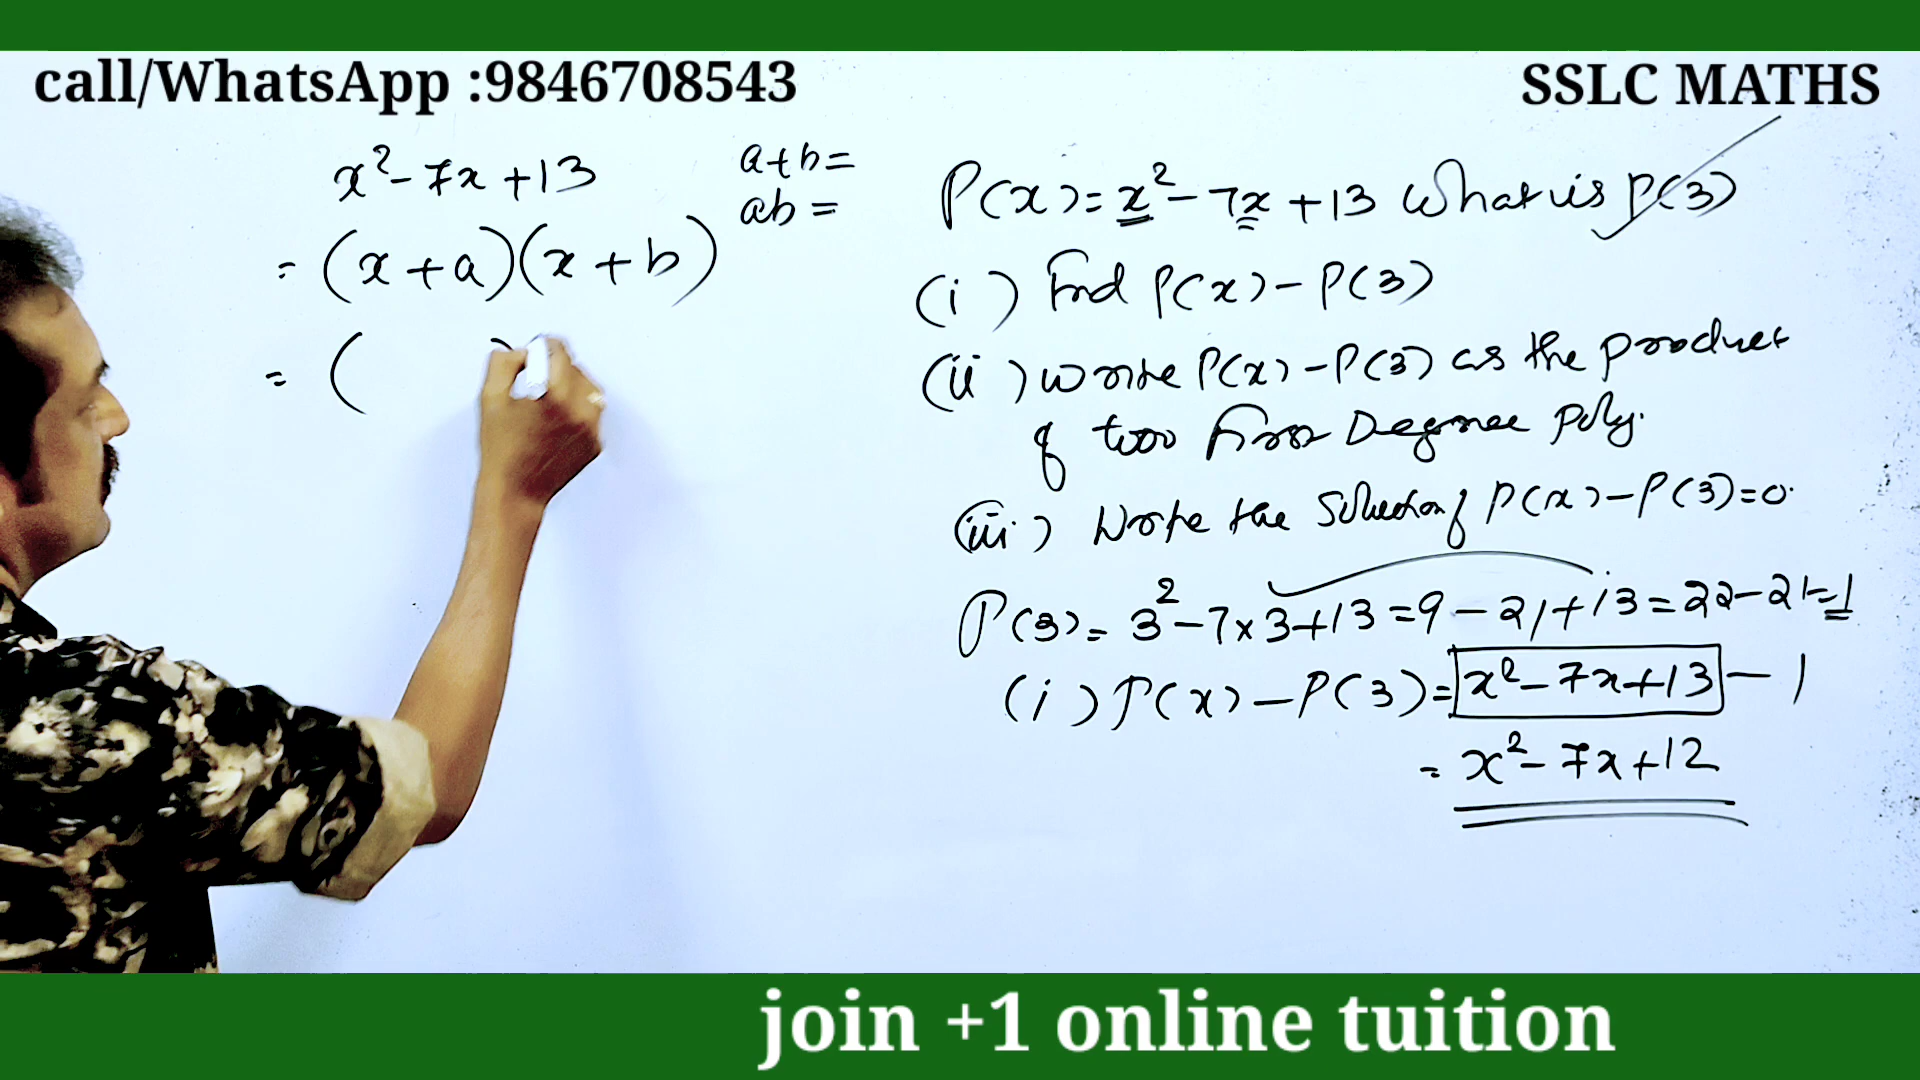 call/WhatsApp :9846708543
SSLC MATHS
x²-7x+13
a+b=
ab=
=(x+a)(x+b)
=( )
P(x)=x²-7x+13 What is P(3)
(i) Find P(x)-P(3)
(ii) Write P(x)-P(3) as the product
of two First Degree Poly.
(iii) Write the Solution of P(x)-P(3)=0.
P(3)=3²-7×3+13=9-21+13=22-21=1
(i) P(x)-P(3)=x²-7x+13-1
=x²-7x+12
join +1 online tuition